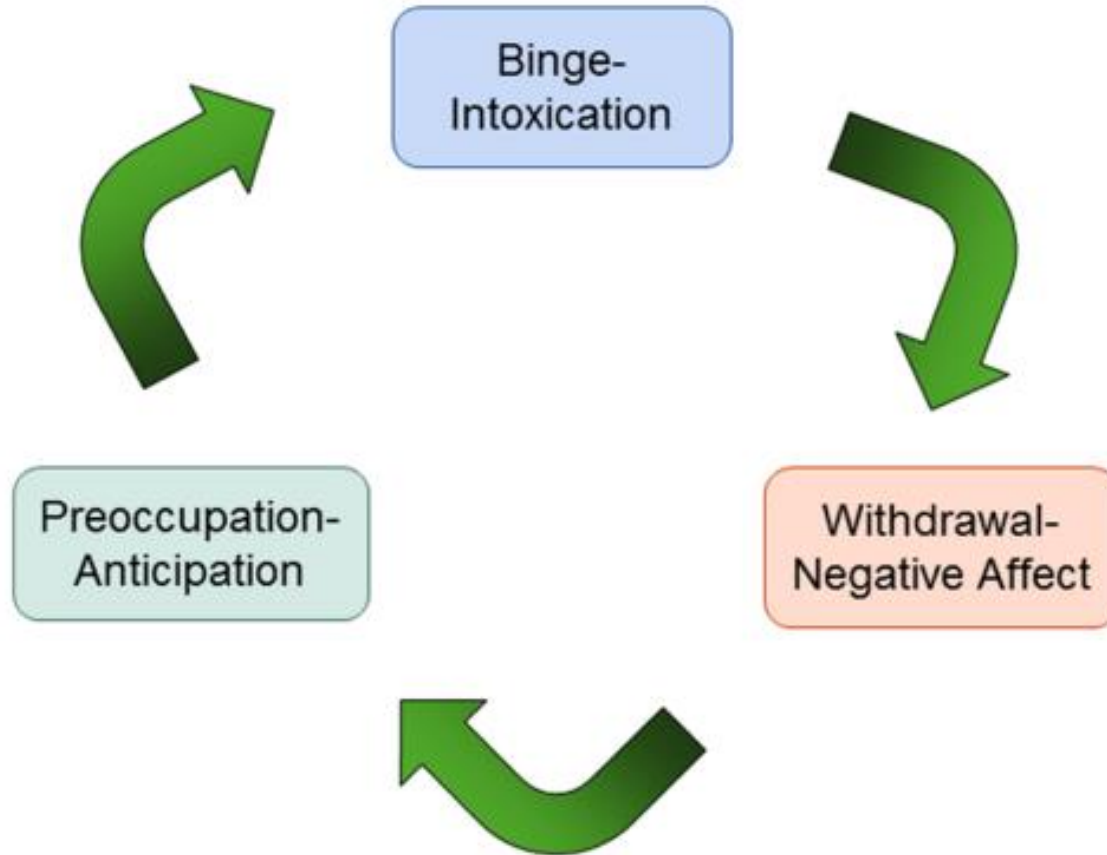 Binge-
Intoxication
Preoccupation-
Anticipation
Withdrawal-
Negative Affect